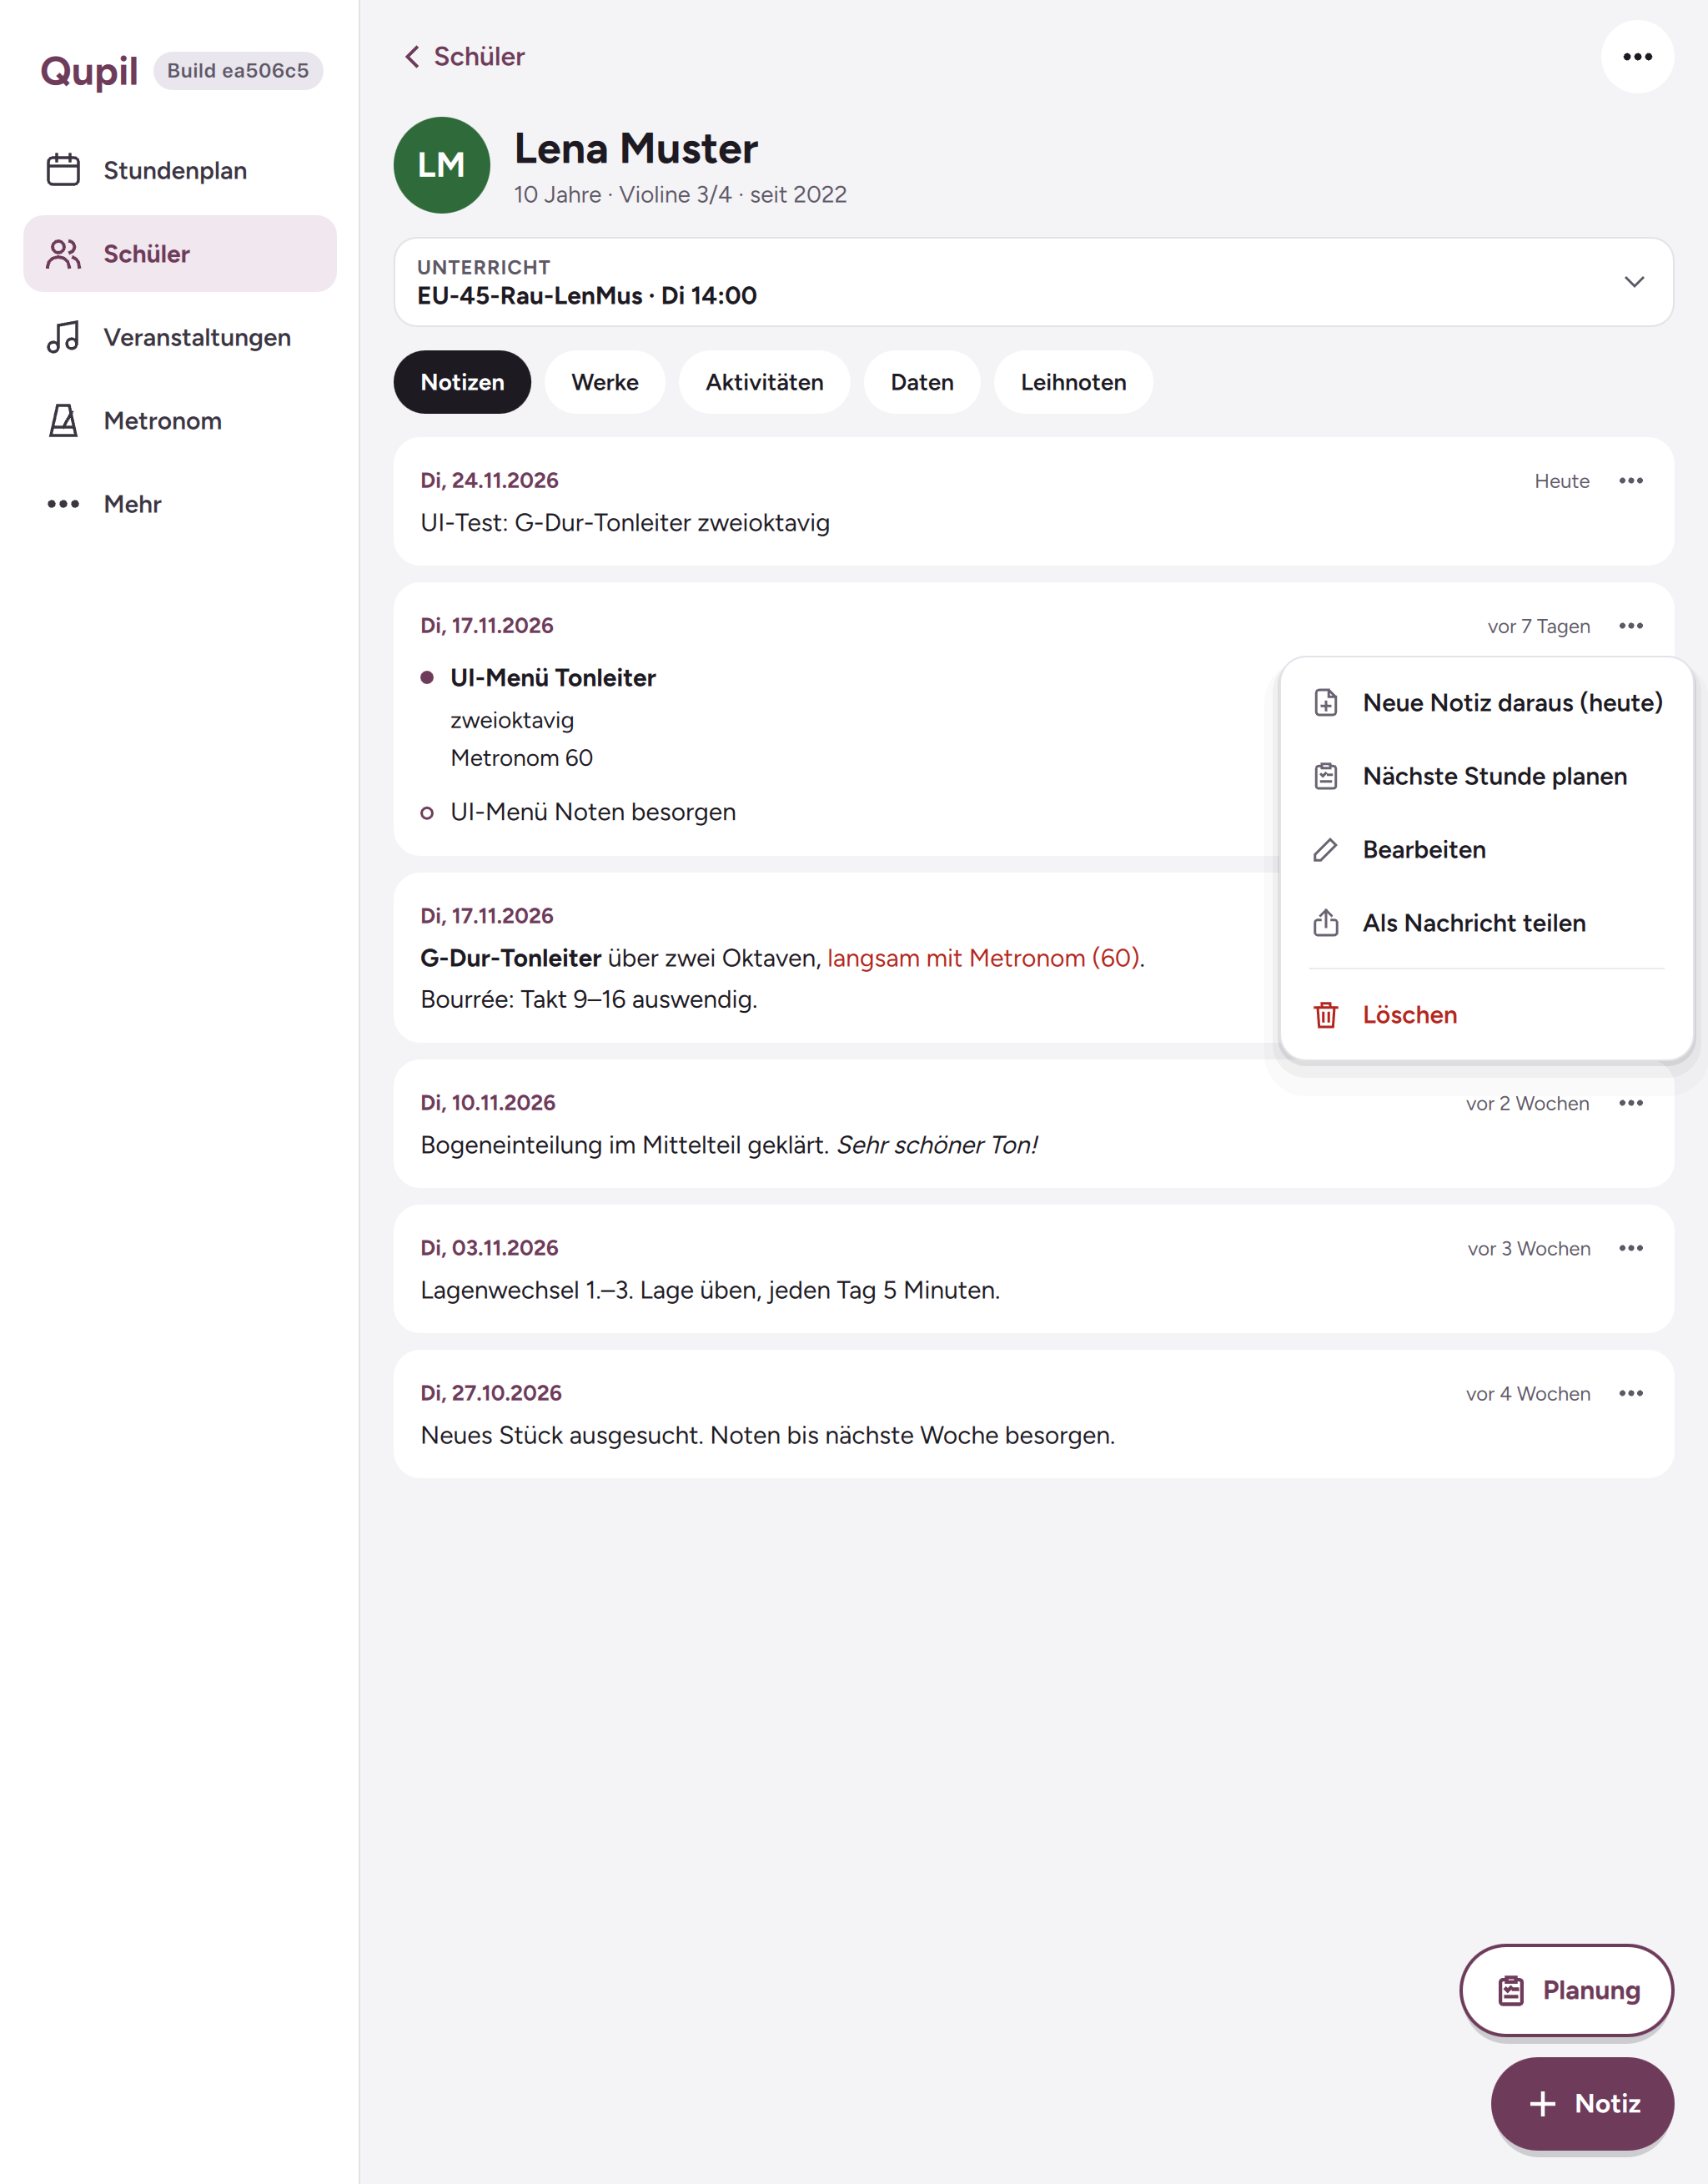 Qupil
Build ea506c5
Stundenplan
Schüler
Veranstaltungen
Metronom
Mehr
Schüler
LM
Lena Muster
10 Jahre · Violine 3/4 · seit 2022
UNTERRICHT
EU-45-Rau-LenMus · Di 14:00
Notizen
Werke
Aktivitäten
Daten
Leihnoten
Di, 24.11.2026
Heute
UI-Test: G-Dur-Tonleiter zweioktavig
Di, 17.11.2026
vor 7 Tagen
UI-Menü Tonleiter
zweioktavig
Metronom 60
UI-Menü Noten besorgen
Neue Notiz daraus (heute)
Nächste Stunde planen
Bearbeiten
Als Nachricht teilen
Löschen
Di, 17.11.2026
G-Dur-Tonleiter über zwei Oktaven, langsam mit Metronom (60).
Bourrée: Takt 9–16 auswendig.
Di, 10.11.2026
vor 2 Wochen
Bogeneinteilung im Mittelteil geklärt. Sehr schöner Ton!
Di, 03.11.2026
vor 3 Wochen
Lagenwechsel 1.–3. Lage üben, jeden Tag 5 Minuten.
Di, 27.10.2026
vor 4 Wochen
Neues Stück ausgesucht. Noten bis nächste Woche besorgen.
Planung
Notiz